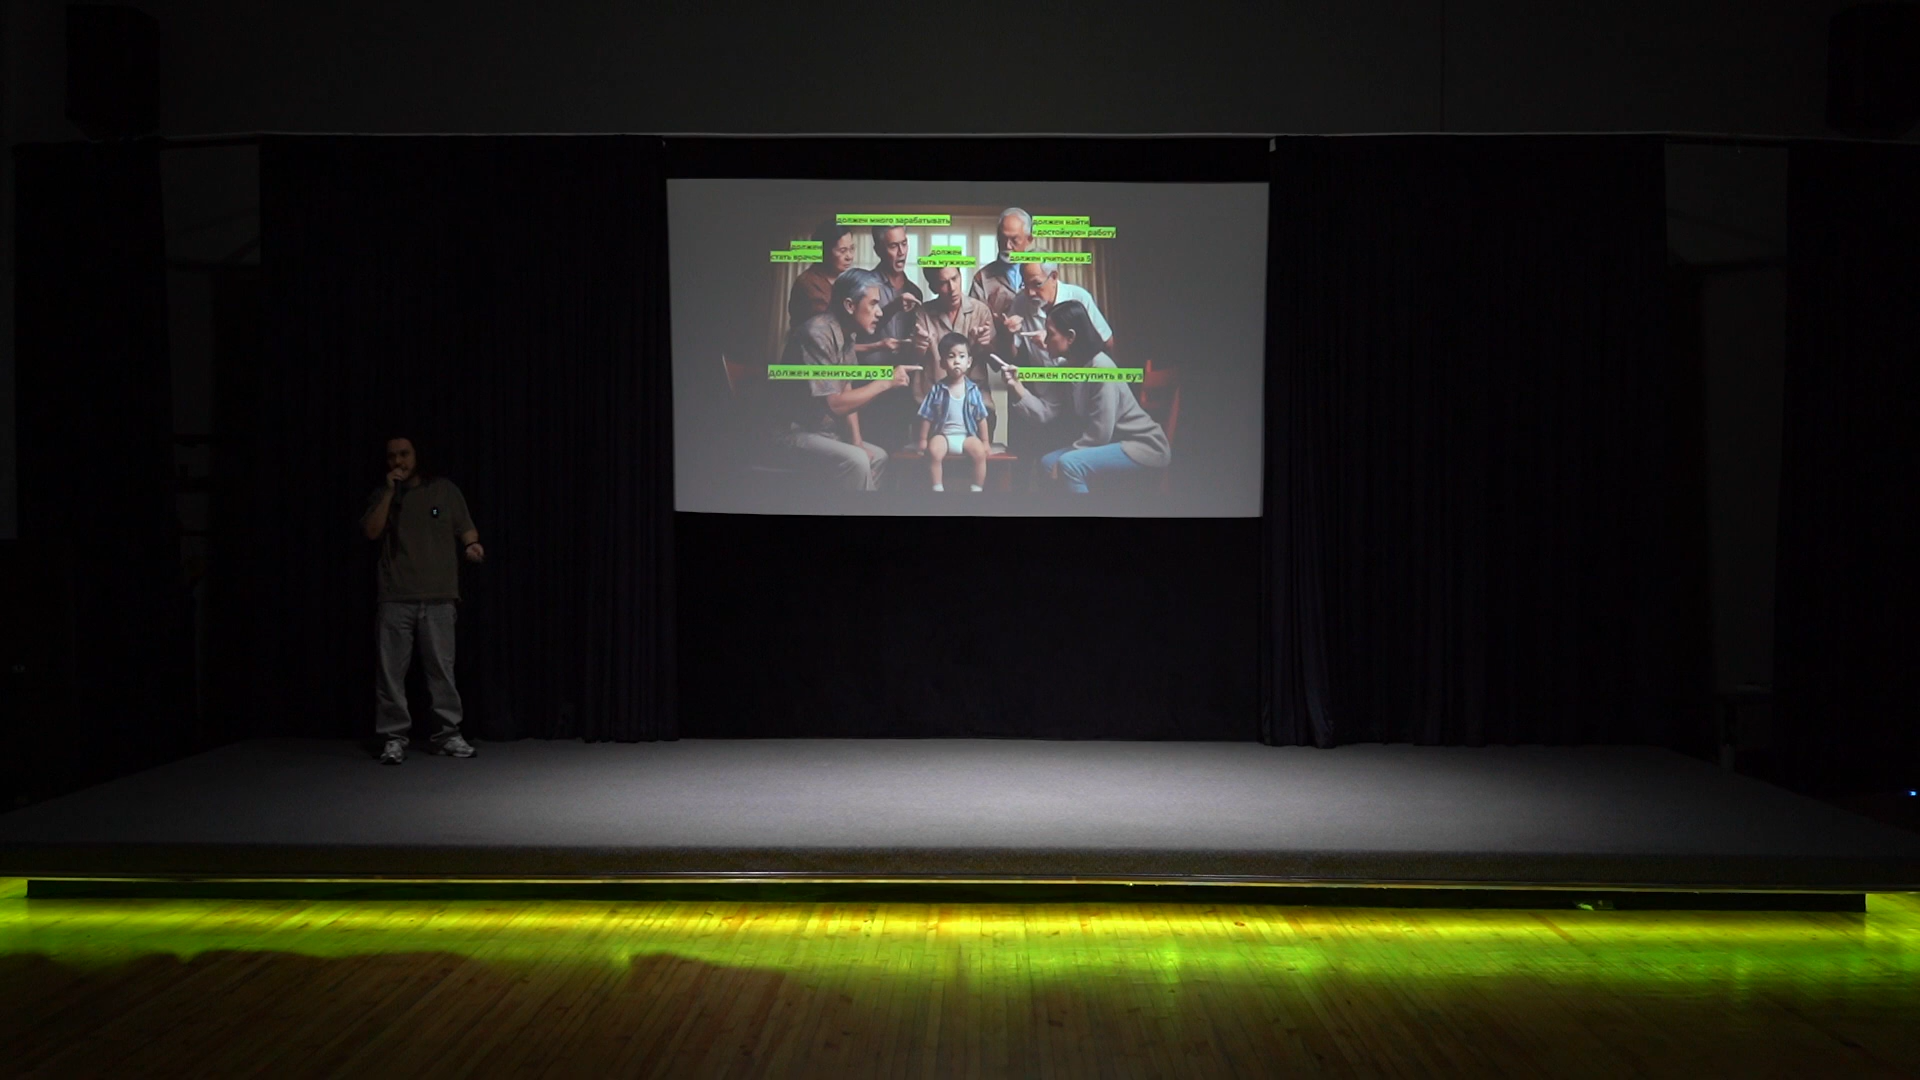 должен много зарабатывать
должен найти
«достойную» работу
должен
стать врачом
должен
быть мужиком
должен учиться на 5
должен жениться до 30
должен поступить в вуз